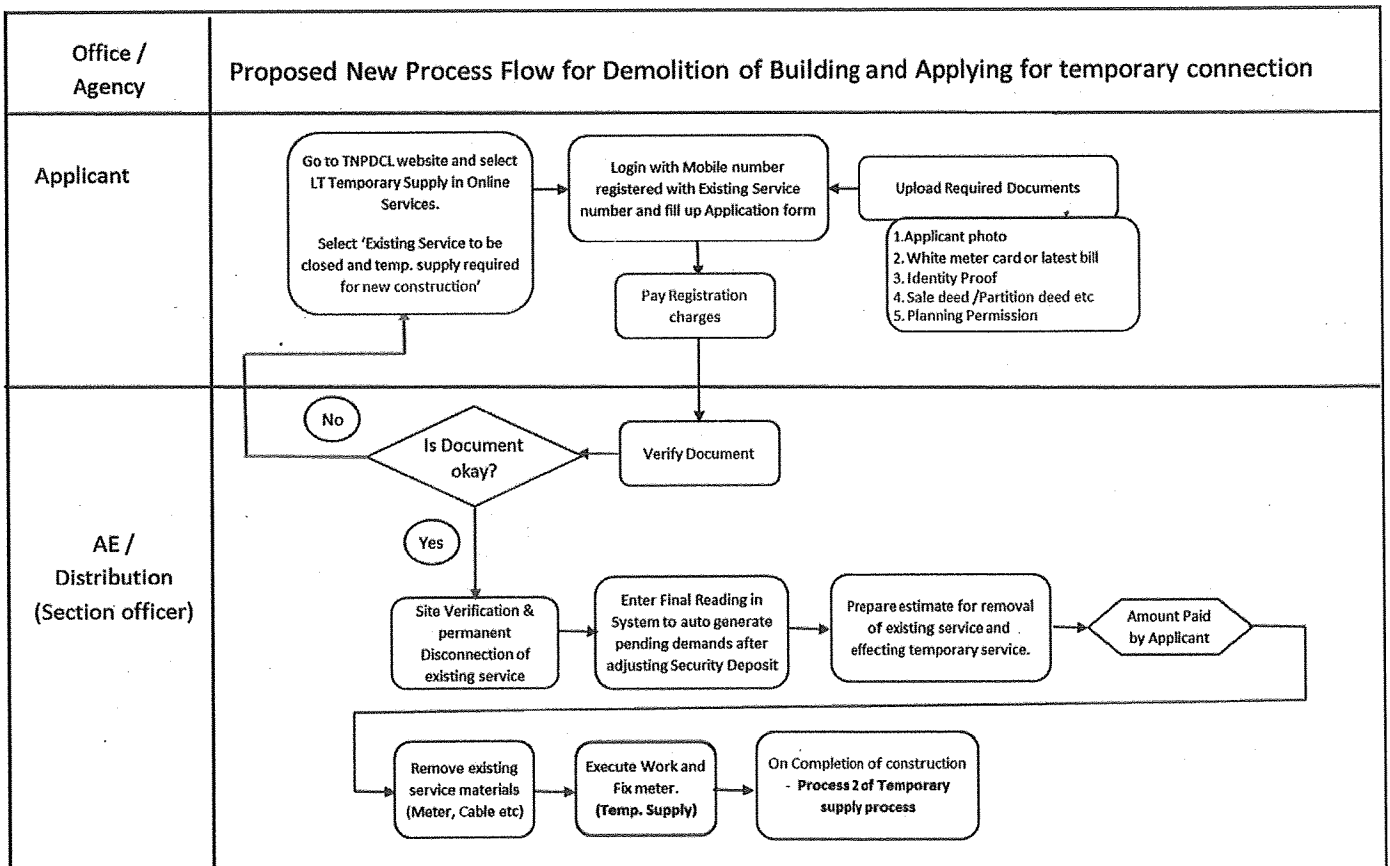 Office /
Agency
Proposed New Process Flow for Demolition of Building and Applying for temporary connection
Applicant
Go to TNPDCL website and select
LT Temporary Supply in Online
Services.
Select ‘Existing Service to be
closed and temp. supply required
for new construction’
Login with Mobile number
registered with Existing Service
number and fill up Application form
Upload Required Documents
1.Applicant photo
2. White meter card or latest bill
3. Identity Proof
4. Sale deed /Partition deed etc
5. Planning Permission
Pay Registration
charges
AE /
Distribution
(Section officer)
No
Is Document
okay?
Verify Document
Yes
Site Verification &
permanent
Disconnection of
existing service
Enter Final Reading in
System to auto generate
pending demands after
adjusting Security Deposit
Prepare estimate for removal
of existing service and
effecting temporary service.
Amount Paid
by Applicant
Remove existing
service materials
(Meter, Cable etc)
Execute Work and
Fix meter.
(Temp. Supply)
On Completion of construction
- Process 2 of Temporary
supply process